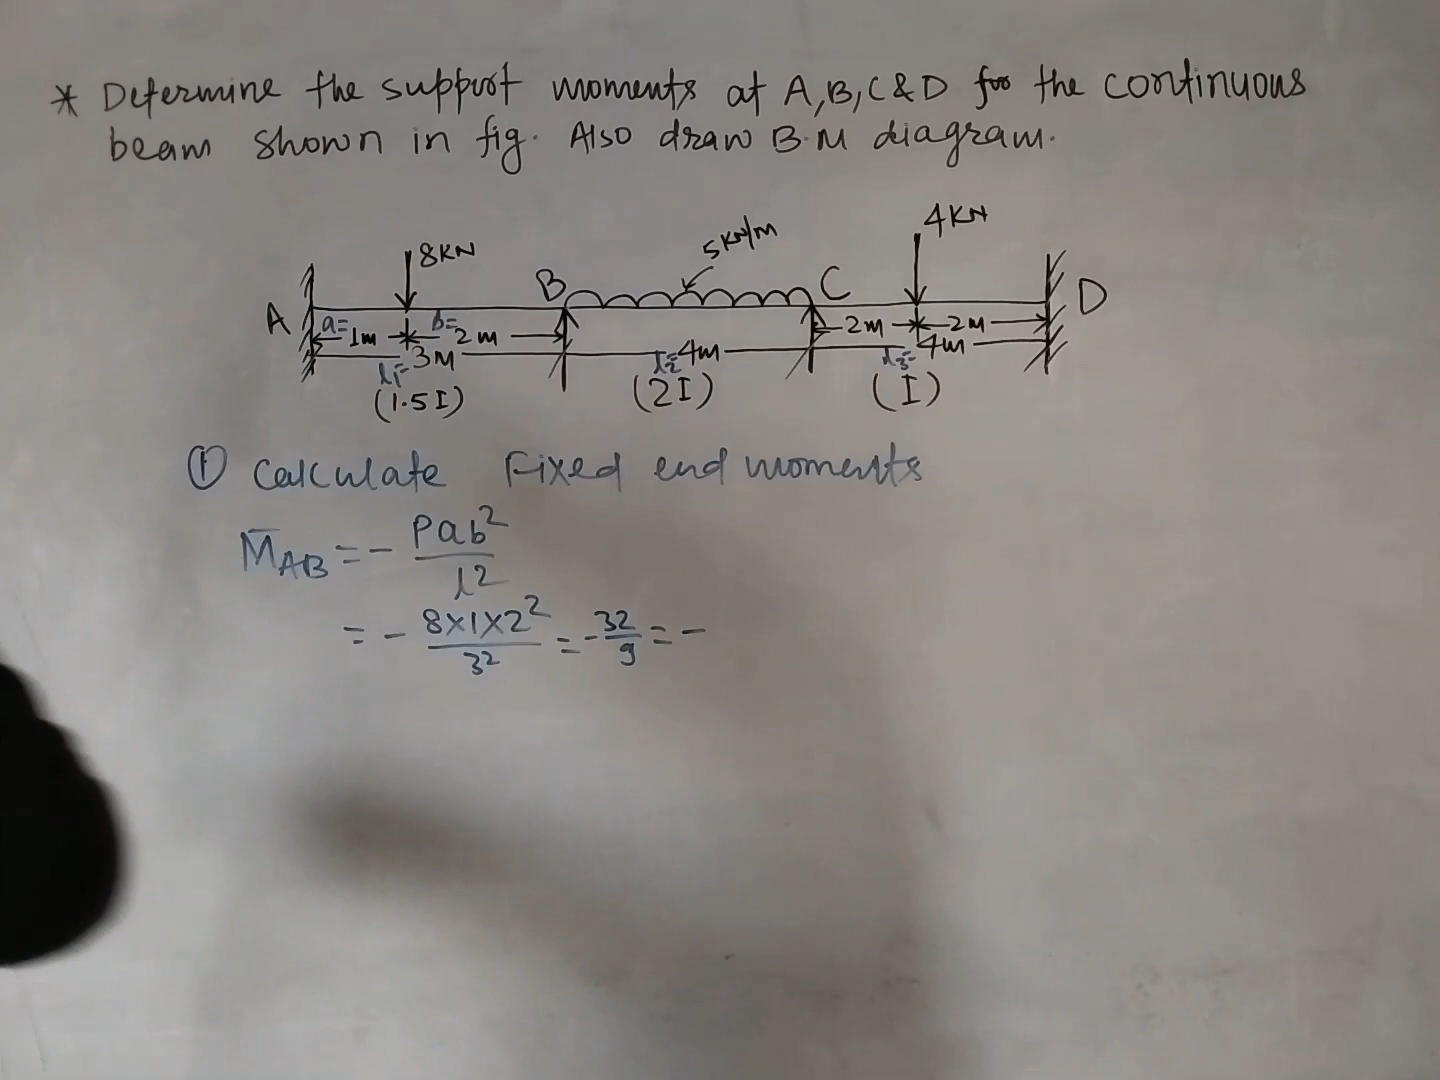 * Determine the support moments at A, B, C & D for the continuous
beam shown in fig. Also draw B.M diagram.
8KN
5KN/m
4KN
A
B
C
D
a= 1m
b= 2m
2m
2m
l1= 3m
l2= 4m
l3= 4m
(1.5I)
(2I)
(I)
① Calculate Fixed end moments
M̄AB = - Pab²/l²
= - 8×1×2²/3² = - 32/9 = -